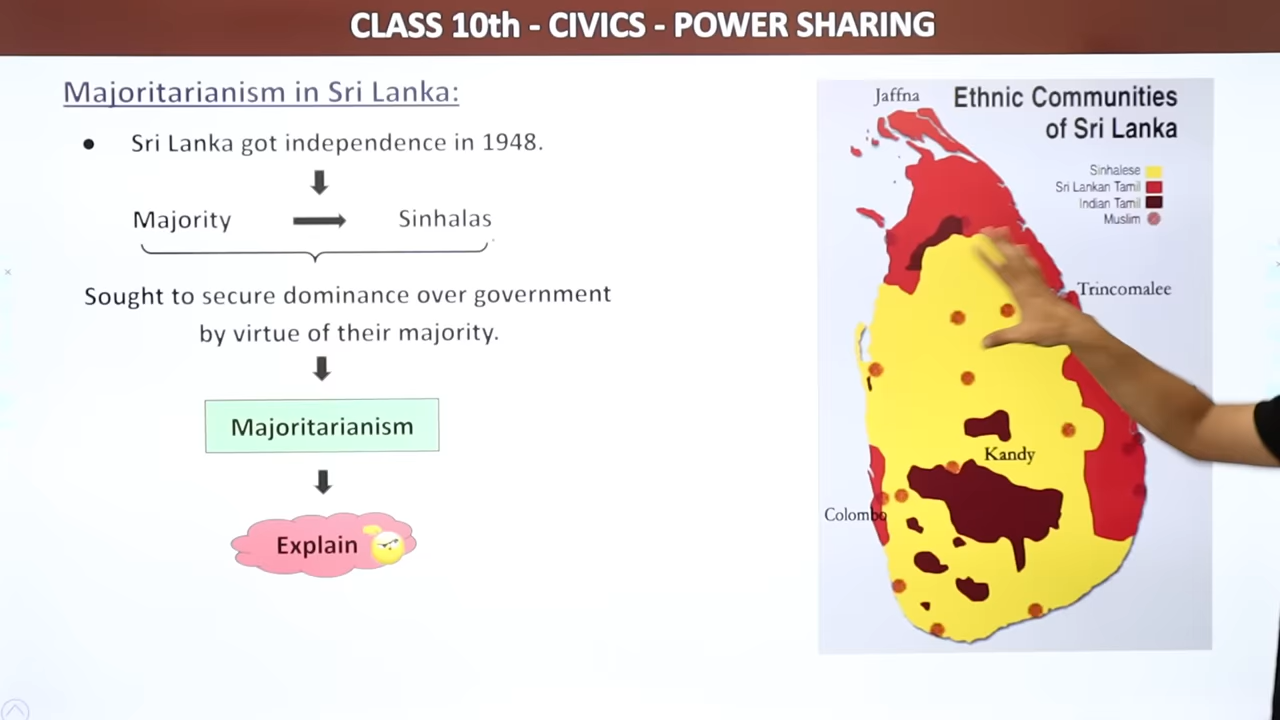 CLASS 10th - CIVICS - POWER SHARING
Majoritarianism in Sri Lanka:
● Sri Lanka got independence in 1948.
Majority
Sinhalas
Sought to secure dominance over government
by virtue of their majority.
Majoritarianism
Explain
Jaffna
Ethnic Communities
of Sri Lanka
Sinhalese
Sri Lankan Tamil
Indian Tamil
Muslim
Trincomalee
Kandy
Colombo